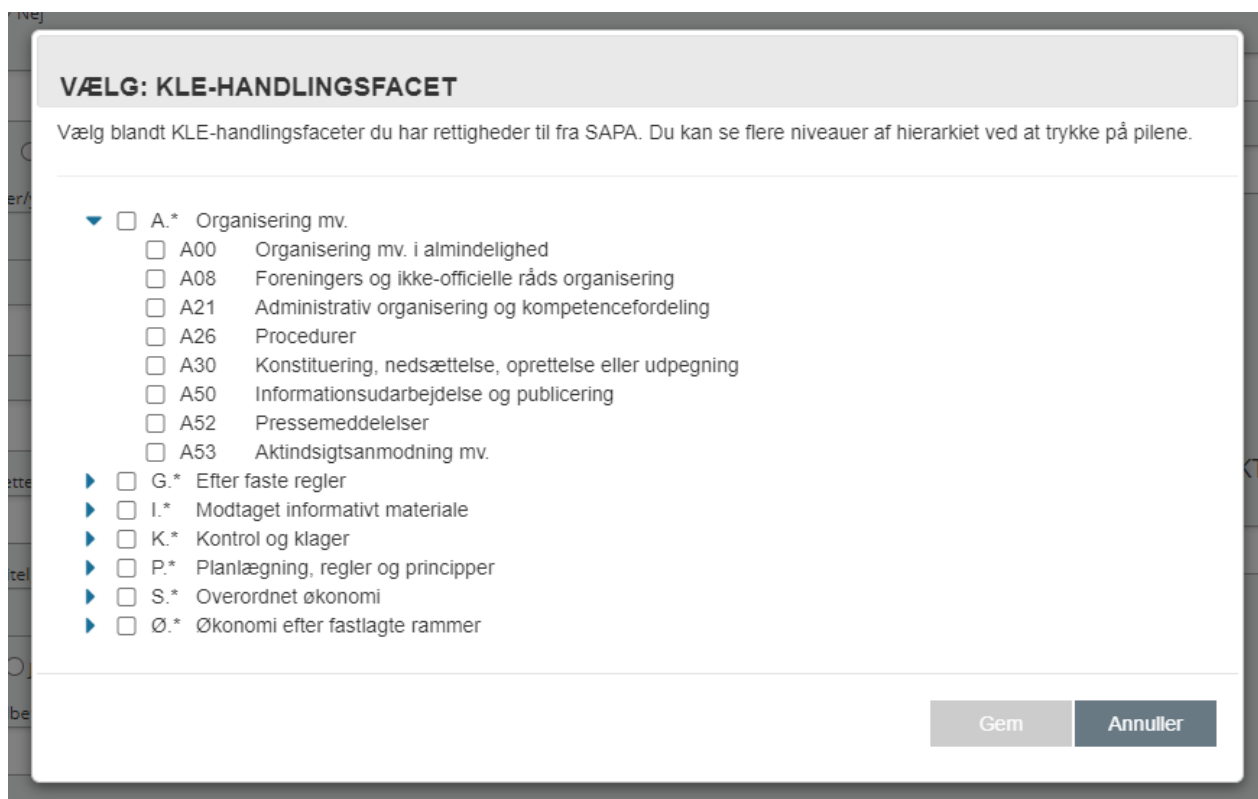 Nej
VÆLG: KLE-HANDLINGSFACET
Vælg blandt KLE-handlingsfaceter du har rettigheder til fra SAPA. Du kan se flere niveauer af hierarkiet ved at trykke på pilene.
A.* Organisering mv.
A00 Organisering mv. i almindelighed
A08 Foreningers og ikke-officielle råds organisering
A21 Administrativ organisering og kompetencefordeling
A26 Procedurer
A30 Konstituering, nedsættelse, oprettelse eller udpegning
A50 Informationsudarbejdelse og publicering
A52 Pressemeddelelser
A53 Aktindsigtsanmodning mv.
G.* Efter faste regler
I.* Modtaget informativt materiale
K.* Kontrol og klager
P.* Planlægning, regler og principper
S.* Overordnet økonomi
Ø.* Økonomi efter fastlagte rammer
Gem Annuller